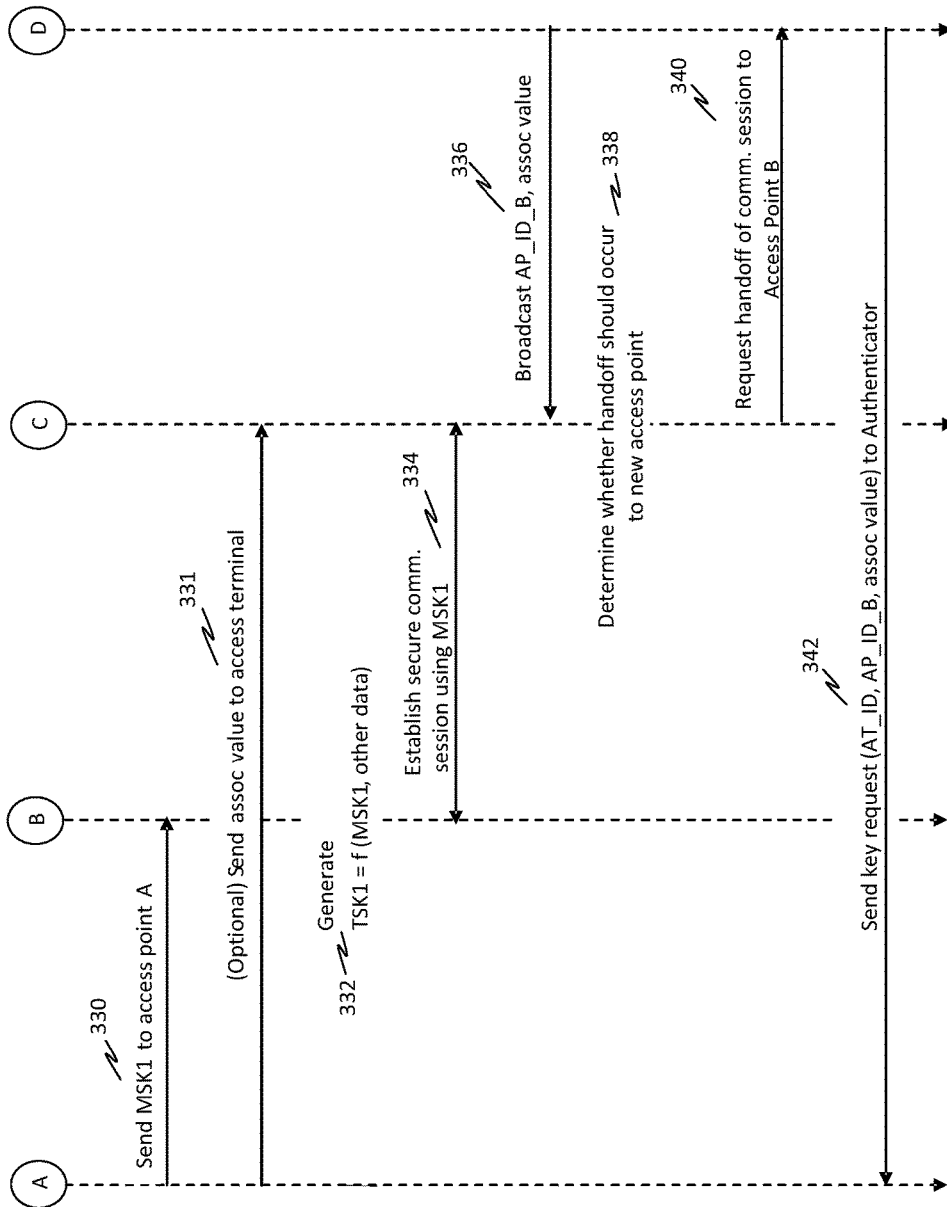 A
B
C
D
330
Send MSK1 to access point A
331
(Optional) Send assoc value to access terminal
Generate
332
TSK1 = f (MSK1, other data)
334
Establish secure comm.
session using MSK1
336
Broadcast AP_ID_B, assoc value
338
Determine whether handoff should occur
to new access point
340
Request handoff of comm. session to
Access Point B
342
Send key request (AT_ID, AP_ID_B, assoc value) to Authenticator